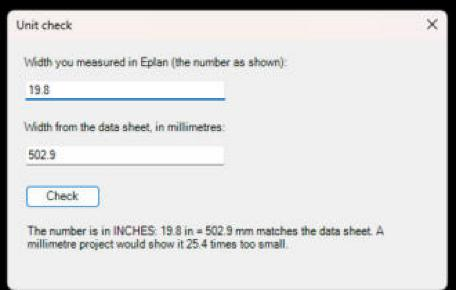 Unit check
Width you measured in Eplan (the number as shown):
19.8
Width from the data sheet, in millimetres:
502.9
Check
The number is in INCHES: 19.8 in = 502.9 mm matches the data sheet. A
millimetre project would show it 25.4 times too small.